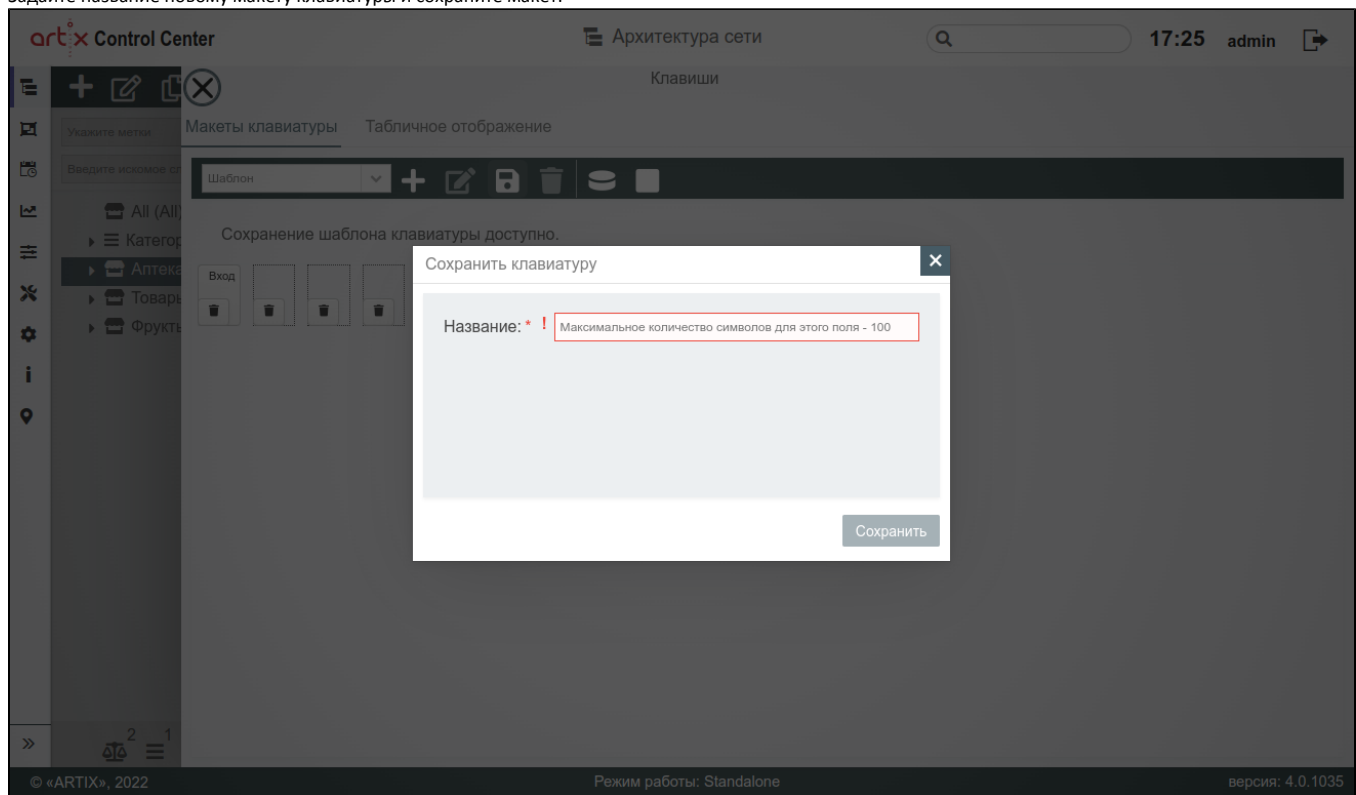 Задайте название новому макету клавиатуры и сохраните макет.
artix Control Center
Архитектура сети
17:25 admin
Клавиши
Укажите метки
Макеты клавиатуры Табличное отображение
Введите искомое сл
Шаблон
All (All)
Сохранение шаблона клавиатуры доступно.
Категор
Сохранить клавиатуру
Аптека
Вход
Товары
Фрукты
Название: * ! Максимальное количество символов для этого поля - 100
Сохранить
2 1
© «ARTIX», 2022
Режим работы: Standalone
версия: 4.0.1035